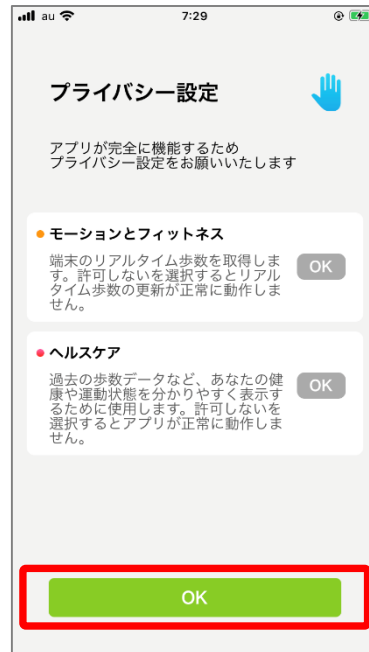 au 7:29
プライバシー設定
アプリが完全に機能するため
プライバシー設定をお願いいたします
モーションとフィットネス
端末のリアルタイム歩数を取得しま
す。許可しないを選択するとリアル
タイム歩数の更新が正常に動作しま
せん。
OK
ヘルスケア
過去の歩数データなど、あなたの健
康や運動状態を分かりやすく表示す
るために使用します。許可しないを
選択するとアプリが正常に動作しま
せん。
OK
OK